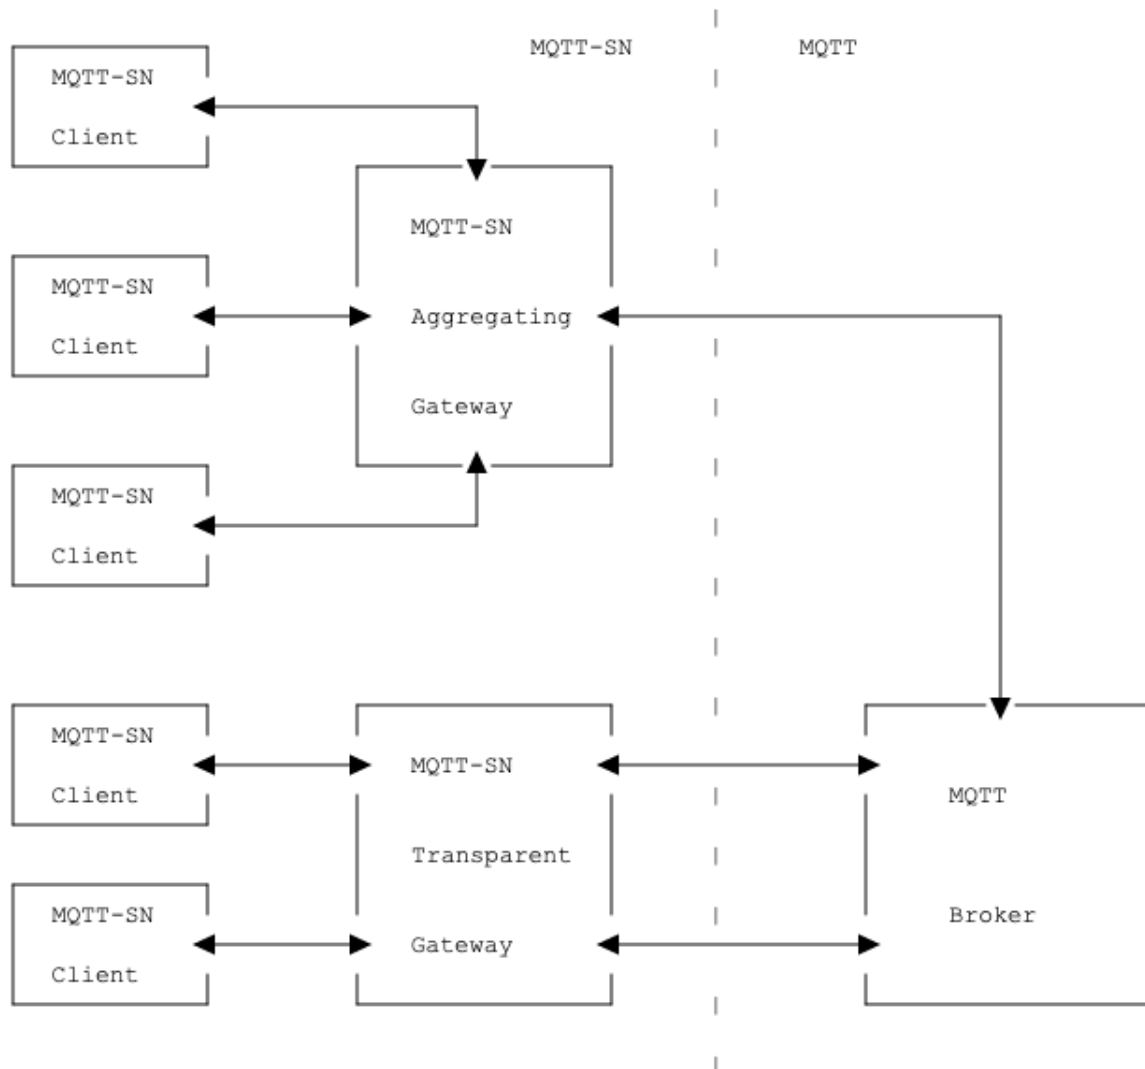 MQTT-SN
MQTT
MQTT-SN
Client
MQTT-SN
Aggregating
Gateway
MQTT-SN
Client
MQTT-SN
Client
MQTT-SN
Client
MQTT-SN
Transparent
Gateway
MQTT-SN
Client
MQTT
Broker